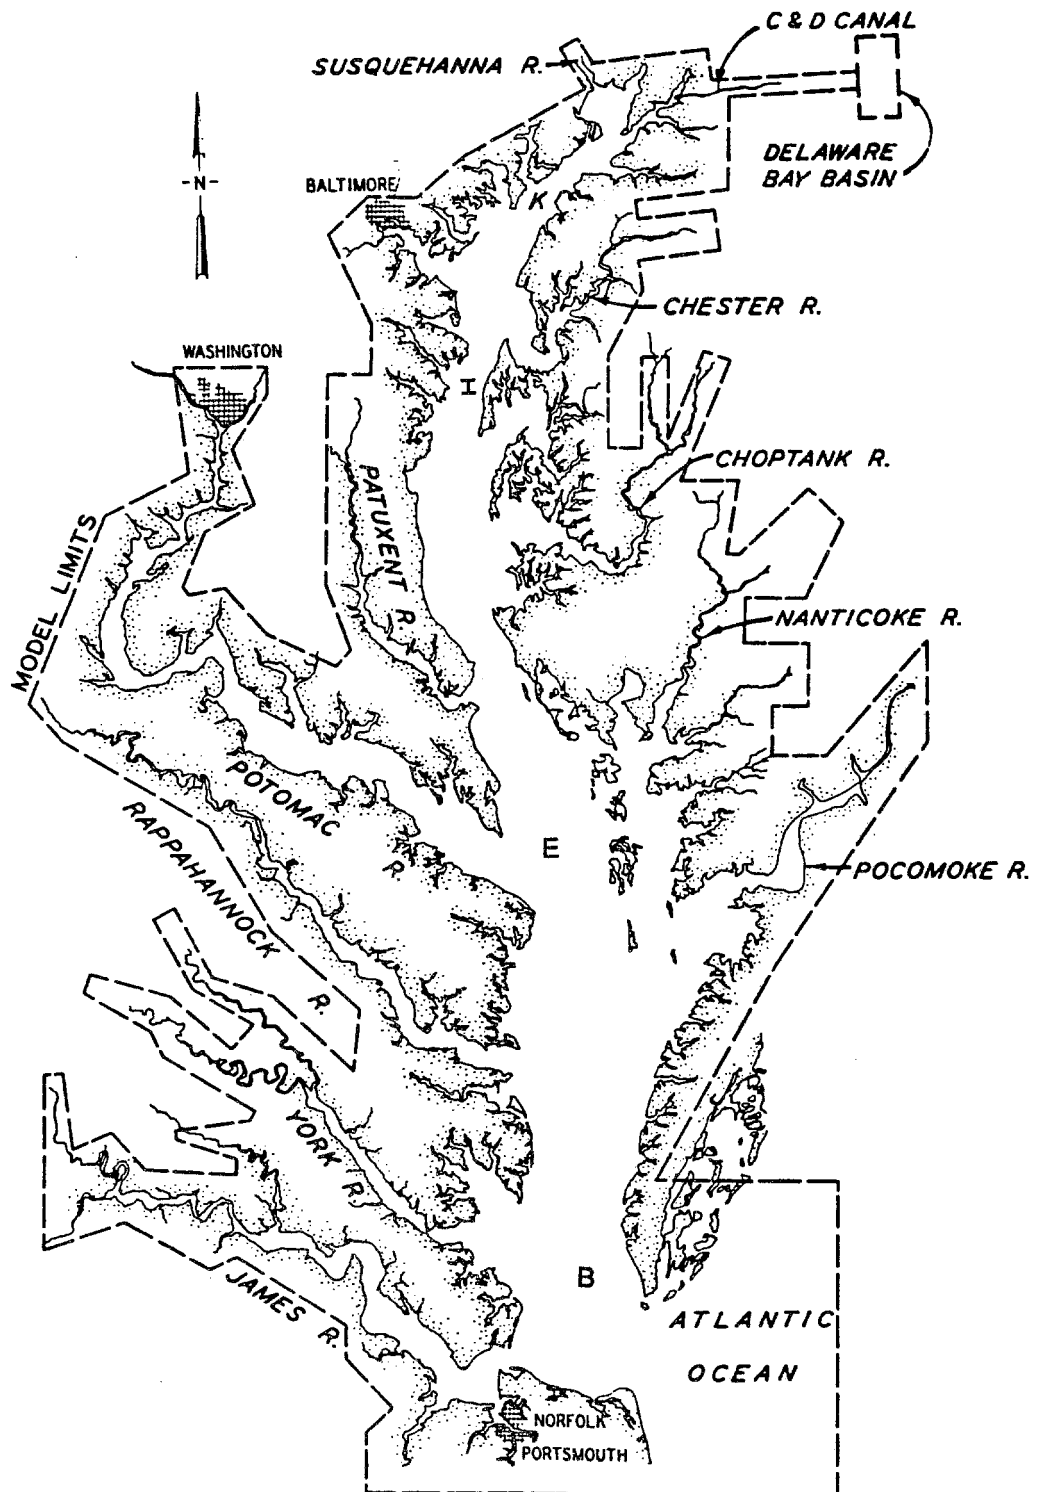 C & D CANAL
SUSQUEHANNA R.
DELAWARE
BAY BASIN
-N-
BALTIMORE
K
CHESTER R.
WASHINGTON
I
CHOPTANK R.
PATUXENT R.
MODEL LIMITS
NANTICOKE R.
POTOMAC R.
RAPPAHANNOCK R.
E
POCOMOKE R.
YORK R.
B
JAMES R.
ATLANTIC
OCEAN
NORFOLK
PORTSMOUTH